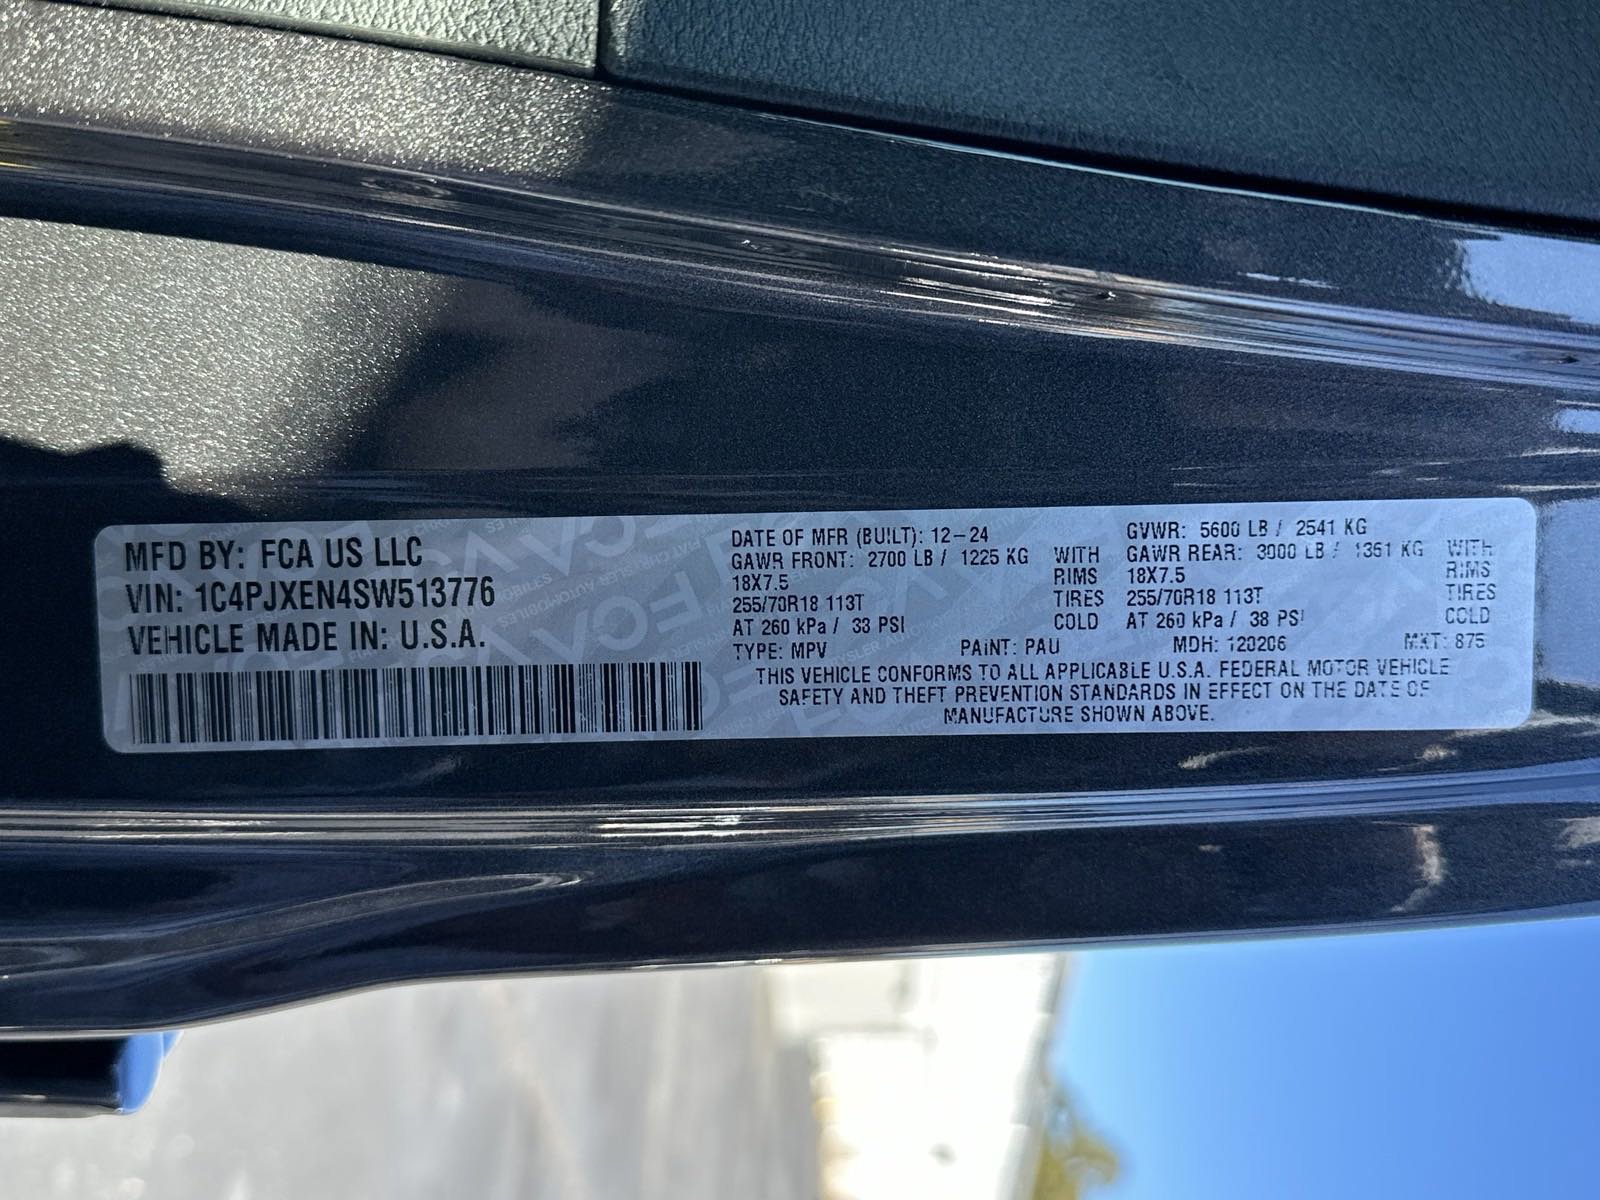 MFD BY: FCA US LLC
VIN: 1C4PJXEN4SW513776
VEHICLE MADE IN: U.S.A.
DATE OF MFR (BUILT): 12-24 GVWR: 5600 LB / 2541 KG
GAWR FRONT: 2700 LB / 1225 KG WITH GAWR REAR: 3000 LB / 1361 KG WITH
18X7.5 RIMS 18X7.5 RIMS
255/70R18 113T TIRES 255/70R18 113T TIRES
AT 260 kPa / 38 PSI COLD AT 260 kPa / 38 PSI COLD
TYPE: MPV PAINT: PAU MDH: 120206 MKT: 875
THIS VEHICLE CONFORMS TO ALL APPLICABLE U.S.A. FEDERAL MOTOR VEHICLE
SAFETY AND THEFT PREVENTION STANDARDS IN EFFECT ON THE DATE OF
MANUFACTURE SHOWN ABOVE.